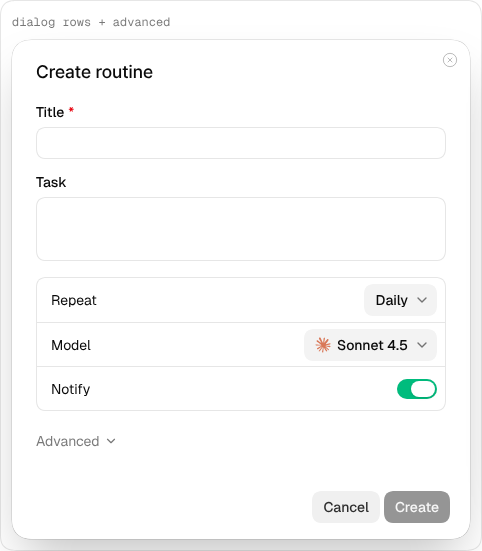 dialog rows + advanced
Create routine
Title *
Task
Repeat
Daily
Model
Sonnet 4.5
Notify
Advanced
Cancel
Create